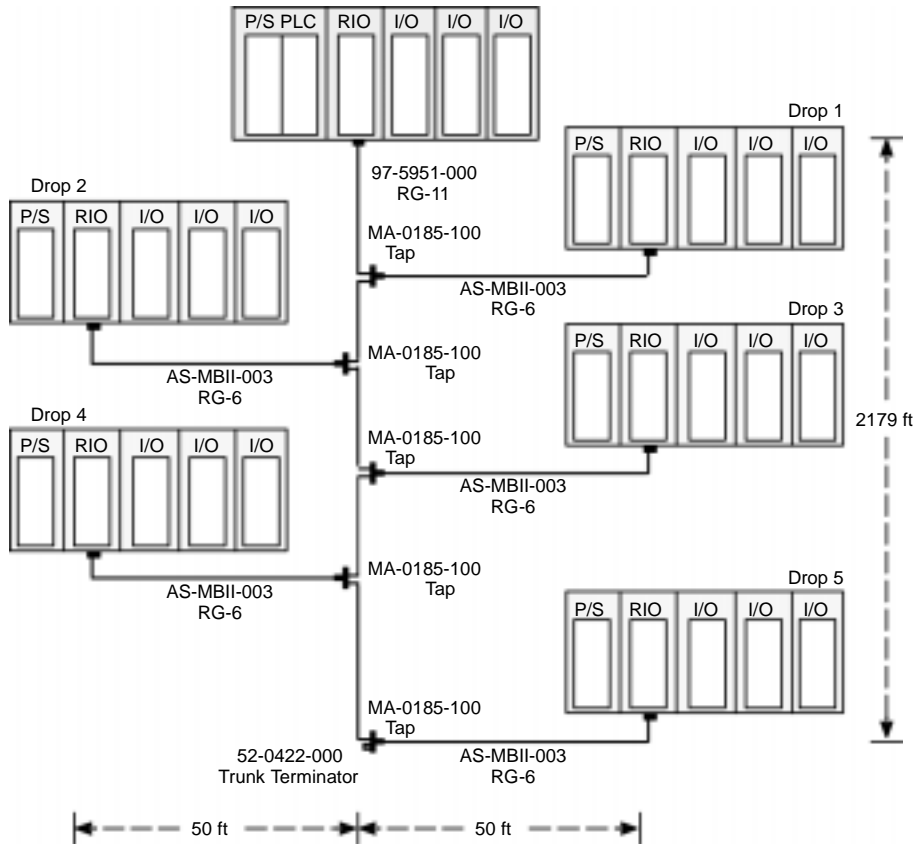 P/S PLC RIO I/O I/O I/O
Drop 1
P/S RIO I/O I/O I/O
97-5951-000
RG-11
Drop 2
P/S RIO I/O I/O I/O
MA-0185-100
Tap
AS-MBII-003
RG-6
Drop 3
P/S RIO I/O I/O I/O
MA-0185-100
Tap
AS-MBII-003
RG-6
Drop 4
P/S RIO I/O I/O I/O
2179 ft
MA-0185-100
Tap
AS-MBII-003
RG-6
MA-0185-100
Tap
AS-MBII-003
RG-6
Drop 5
P/S RIO I/O I/O I/O
MA-0185-100
Tap
52-0422-000
Trunk Terminator
AS-MBII-003
RG-6
50 ft 50 ft